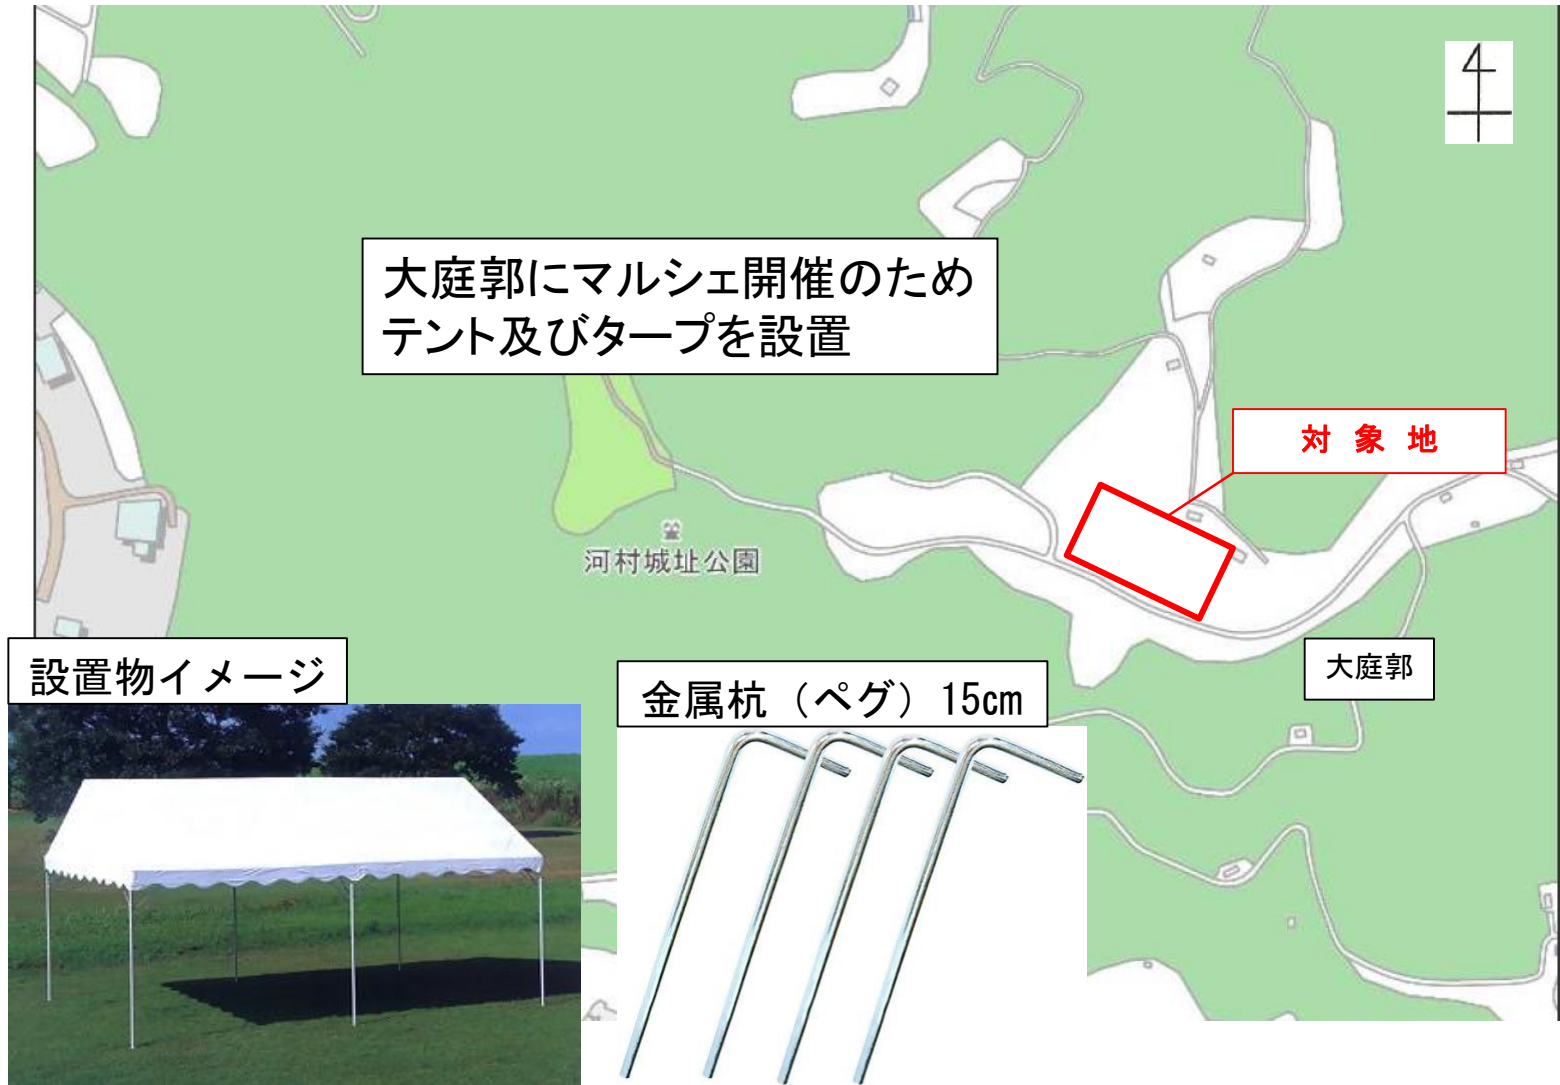 大庭郭にマルシェ開催のため
テント及びタープを設置
対 象 地
河村城址公園
大庭郭
設置物イメージ
金属杭（ペグ）15cm